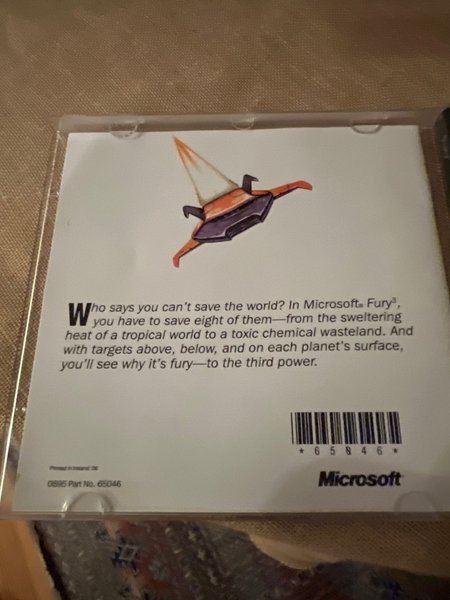 Who says you can't save the world? In Microsoft® Fury³,
you have to save eight of them—from the sweltering
heat of a tropical world to a toxic chemical wasteland. And
with targets above, below, and on each planet's surface,
you'll see why it's fury—to the third power.
* 6 5 0 4 6 *
Printed in Ireland
0895 Part No. 65046
Microsoft